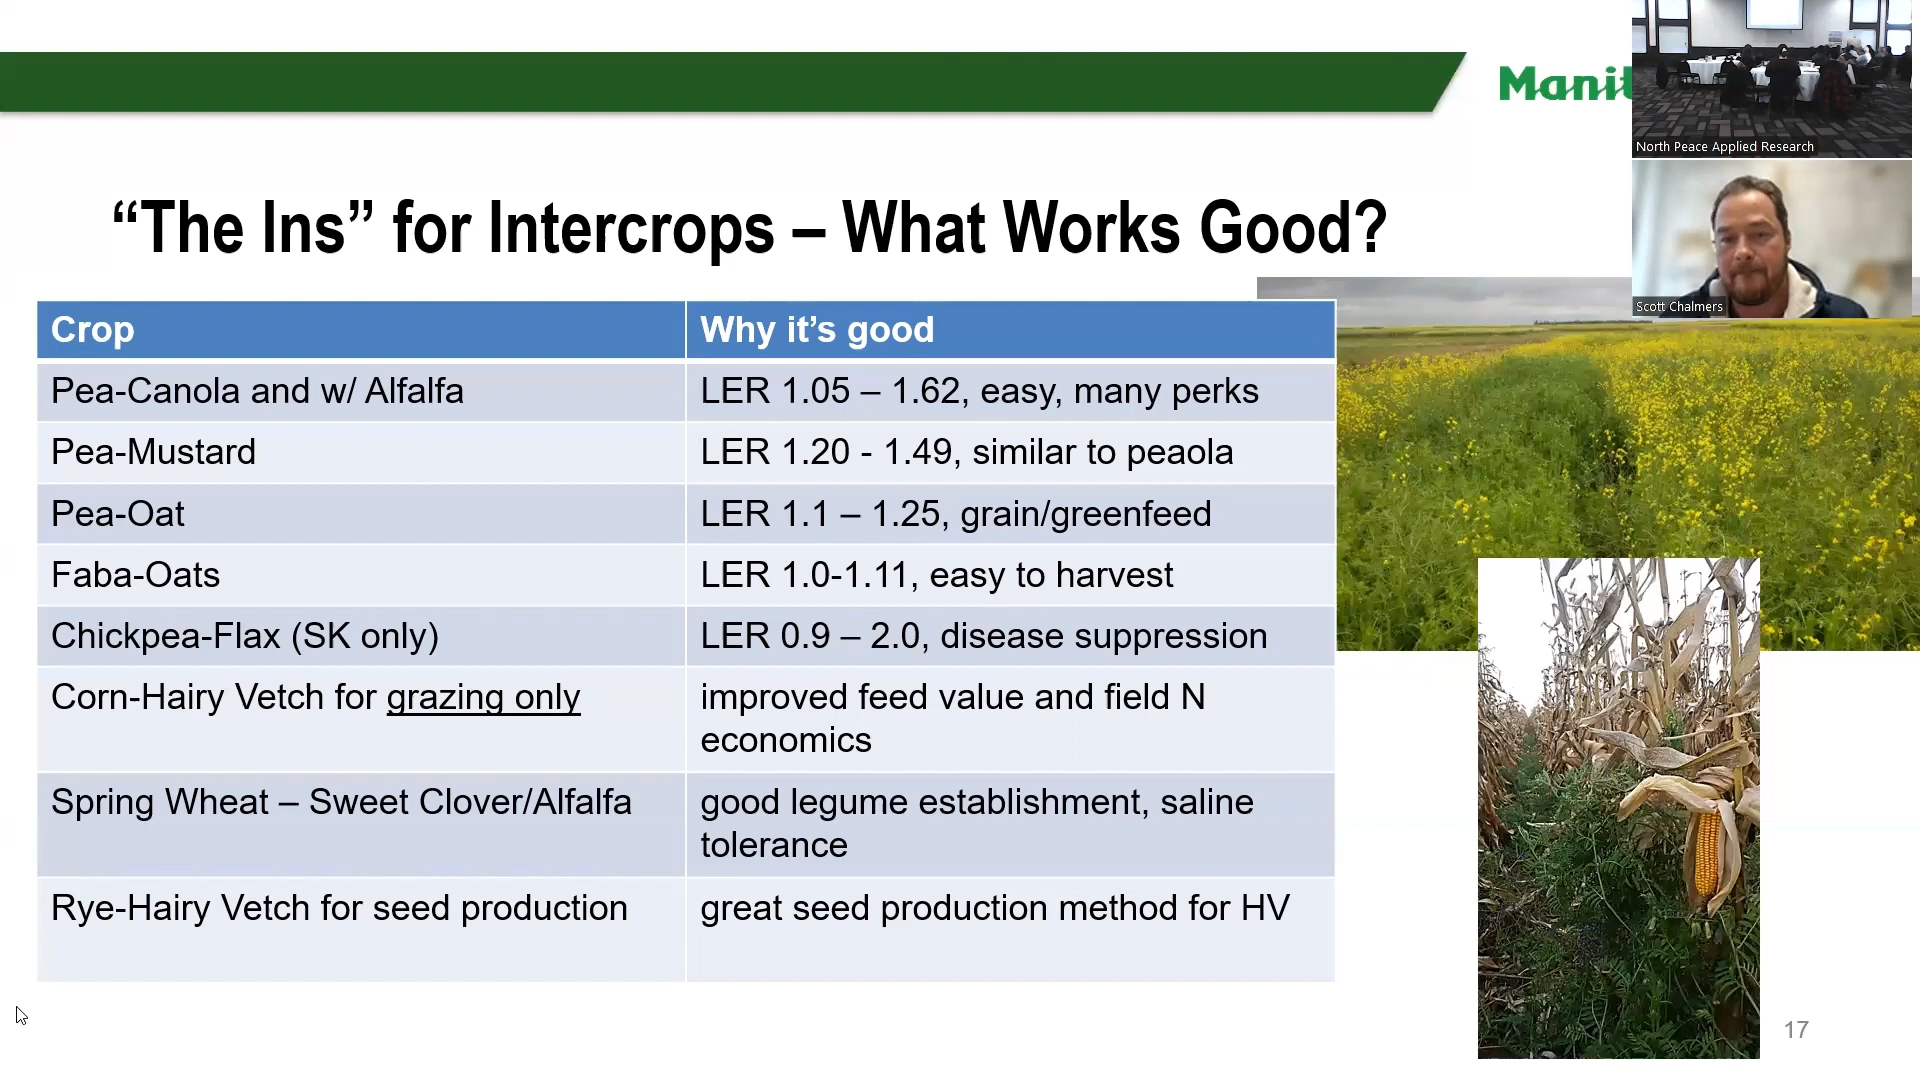 Manit
North Peace Applied Research
Scott Chalmers
“The Ins” for Intercrops – What Works Good?
Crop
Why it’s good
Pea-Canola and w/ Alfalfa
LER 1.05 – 1.62, easy, many perks
Pea-Mustard
LER 1.20 - 1.49, similar to peaola
Pea-Oat
LER 1.1 – 1.25, grain/greenfeed
Faba-Oats
LER 1.0-1.11, easy to harvest
Chickpea-Flax (SK only)
LER 0.9 – 2.0, disease suppression
Corn-Hairy Vetch for grazing only
improved feed value and field N
economics
Spring Wheat – Sweet Clover/Alfalfa
good legume establishment, saline
tolerance
Rye-Hairy Vetch for seed production
great seed production method for HV
17